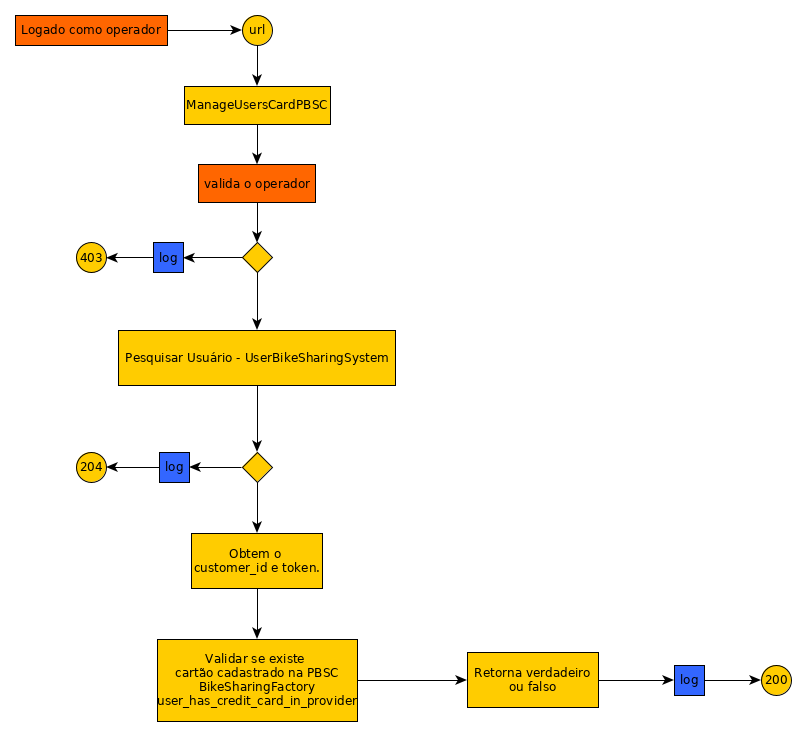 Logado como operador
url
ManageUsersCardPBSC
valida o operador
403
log
Pesquisar Usuário - UserBikeSharingSystem
204
log
Obtem o
customer_id e token.
Validar se existe
cartão cadastrado na PBSC
BikeSharingFactory
user_has_credit_card_in_provider
Retorna verdadeiro
ou falso
log
200